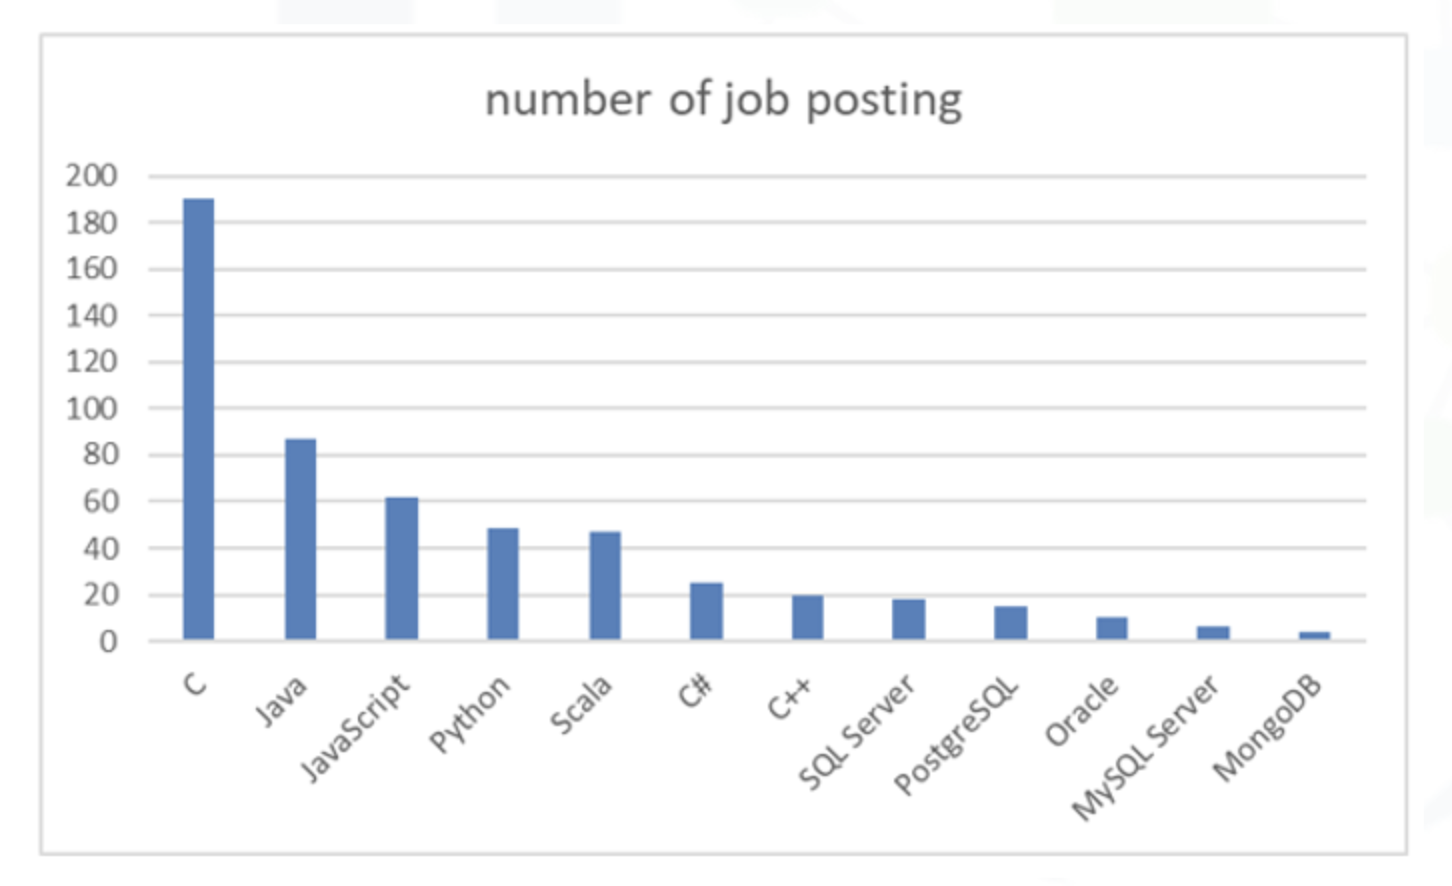 number of job posting
200
180
160
140
120
100
80
60
40
20
0
C
Java
JavaScript
Python
Scala
C#
C++
SQL Server
PostgreSQL
Oracle
MySQL Server
MongoDB